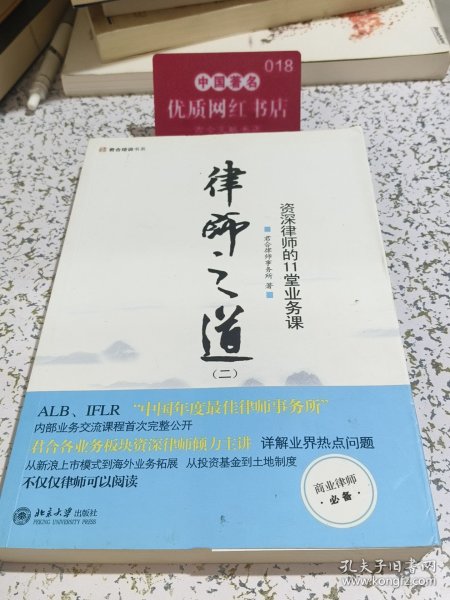 018
中国著名
优质网红书店
君合培训书系
律师之道
（二）
资深律师的11堂业务课
君合律师事务所 著
ALB、IFLR “中国年度最佳律师事务所”
内部业务交流课程首次完整公开
君合各业务板块资深律师倾力主讲 详解业界热点问题
从新浪上市模式到海外业务拓展 从投资基金到土地制度
不仅仅律师可以阅读
商业律师
必备
北京大学出版社
PEKING UNIVERSITY PRESS
孔夫子旧书网
www.kongfz.com